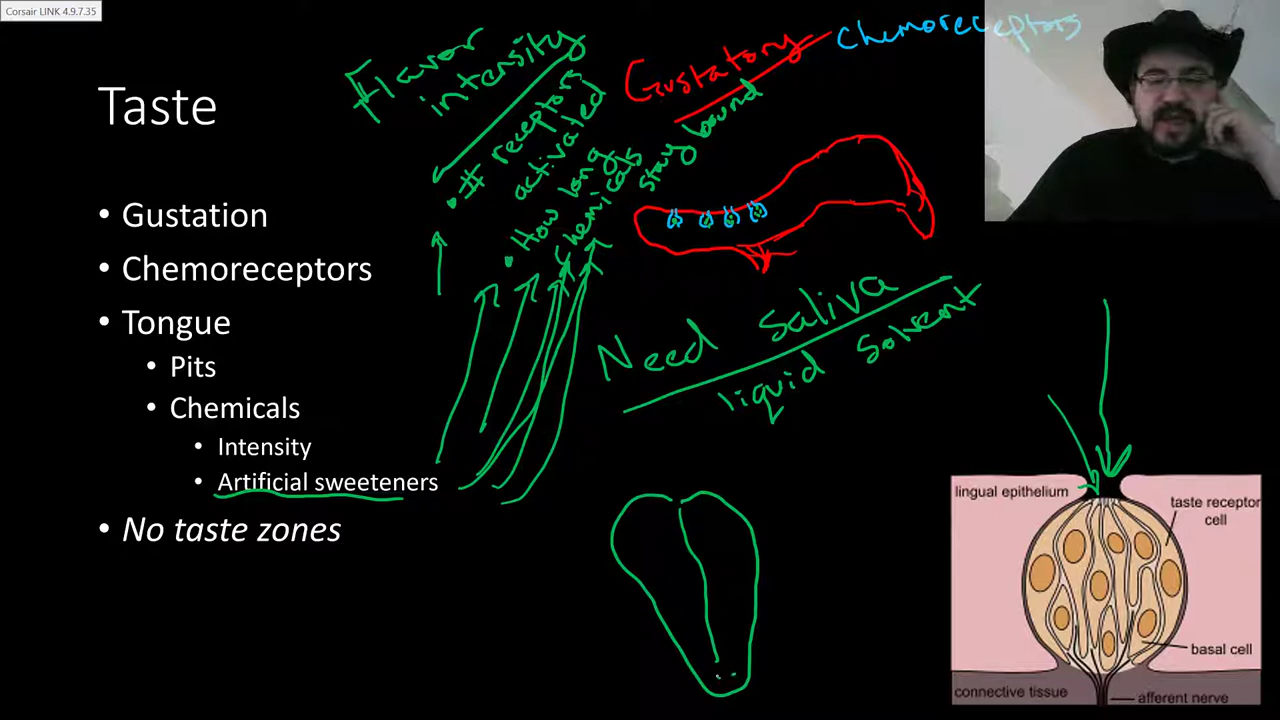 Corsair LINK 4.9.7.35
Taste
• Gustation
• Chemoreceptors
• Tongue
• Pits
• Chemicals
• Intensity
• Artificial sweeteners
• No taste zones
Flavor
intensity
• # receptors
activated
• How long
chemicals
stay bound
Gustatory
Chemoreceptors
Need saliva
liquid solvent
lingual epithelium
taste receptor
cell
basal cell
connective tissue
afferent nerve